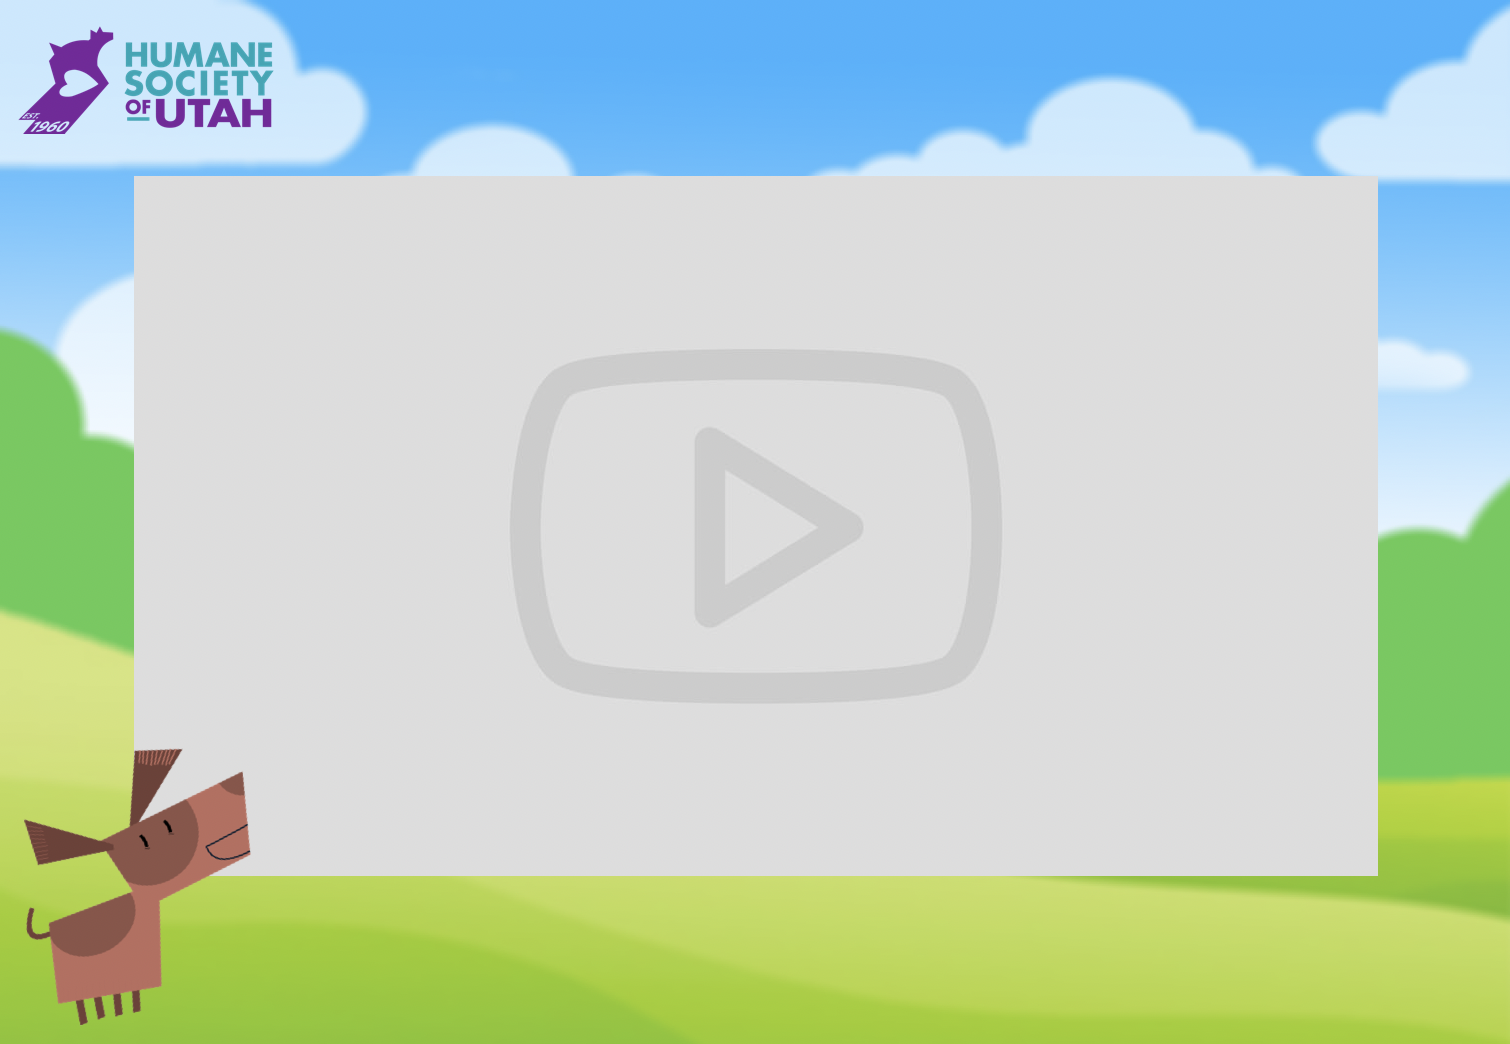 HUMANE
SOCIETY
OF UTAH
EST.
1960